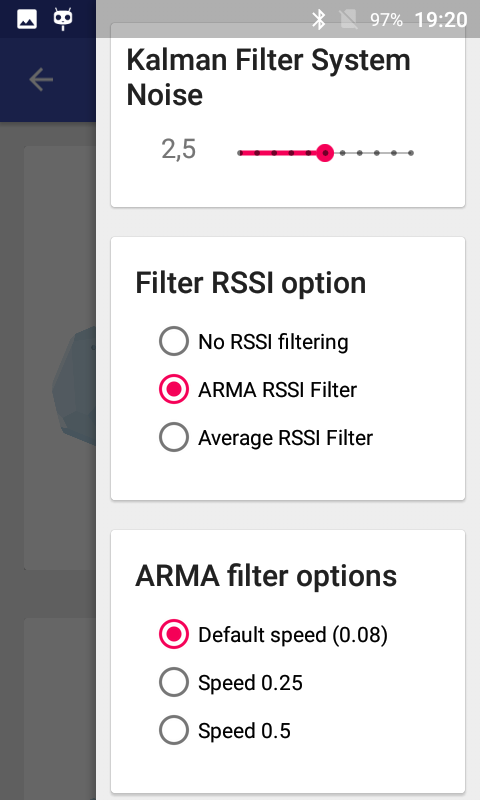 97% 19:20
Kalman Filter System
Noise
2,5
Filter RSSI option
No RSSI filtering
ARMA RSSI Filter
Average RSSI Filter
ARMA filter options
Default speed (0.08)
Speed 0.25
Speed 0.5